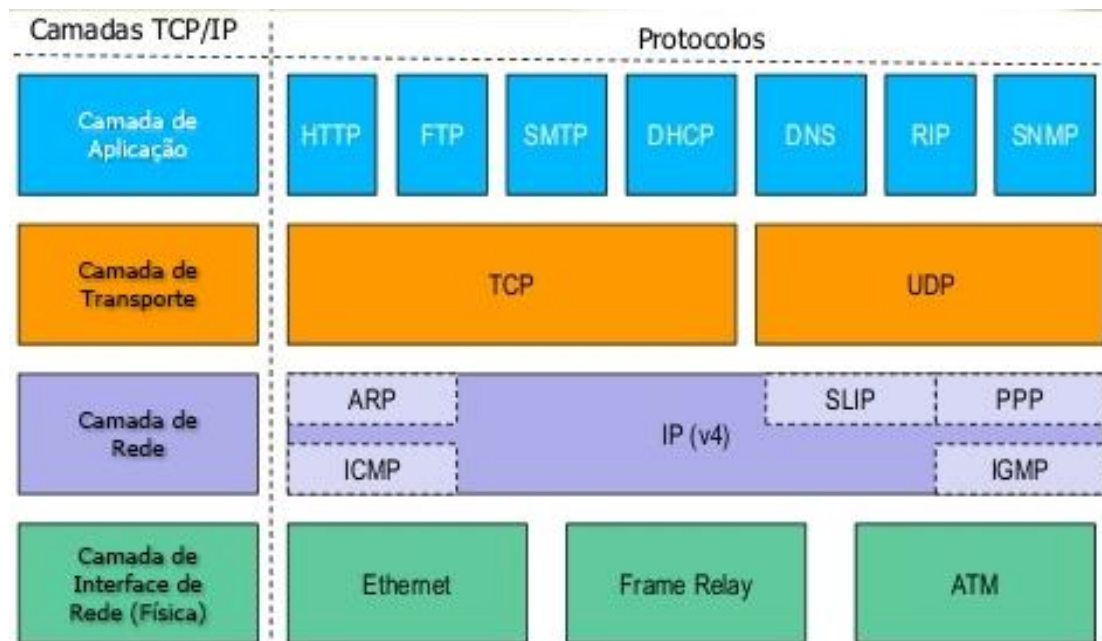 Camadas TCP/IP
Protocolos
Camada de
Aplicação
HTTP
FTP
SMTP
DHCP
DNS
RIP
SNMP
Camada de
Transporte
TCP
UDP
Camada de
Rede
ARP
SLIP
PPP
IP (v4)
ICMP
IGMP
Camada de
Interface de
Rede (Física)
Ethernet
Frame Relay
ATM